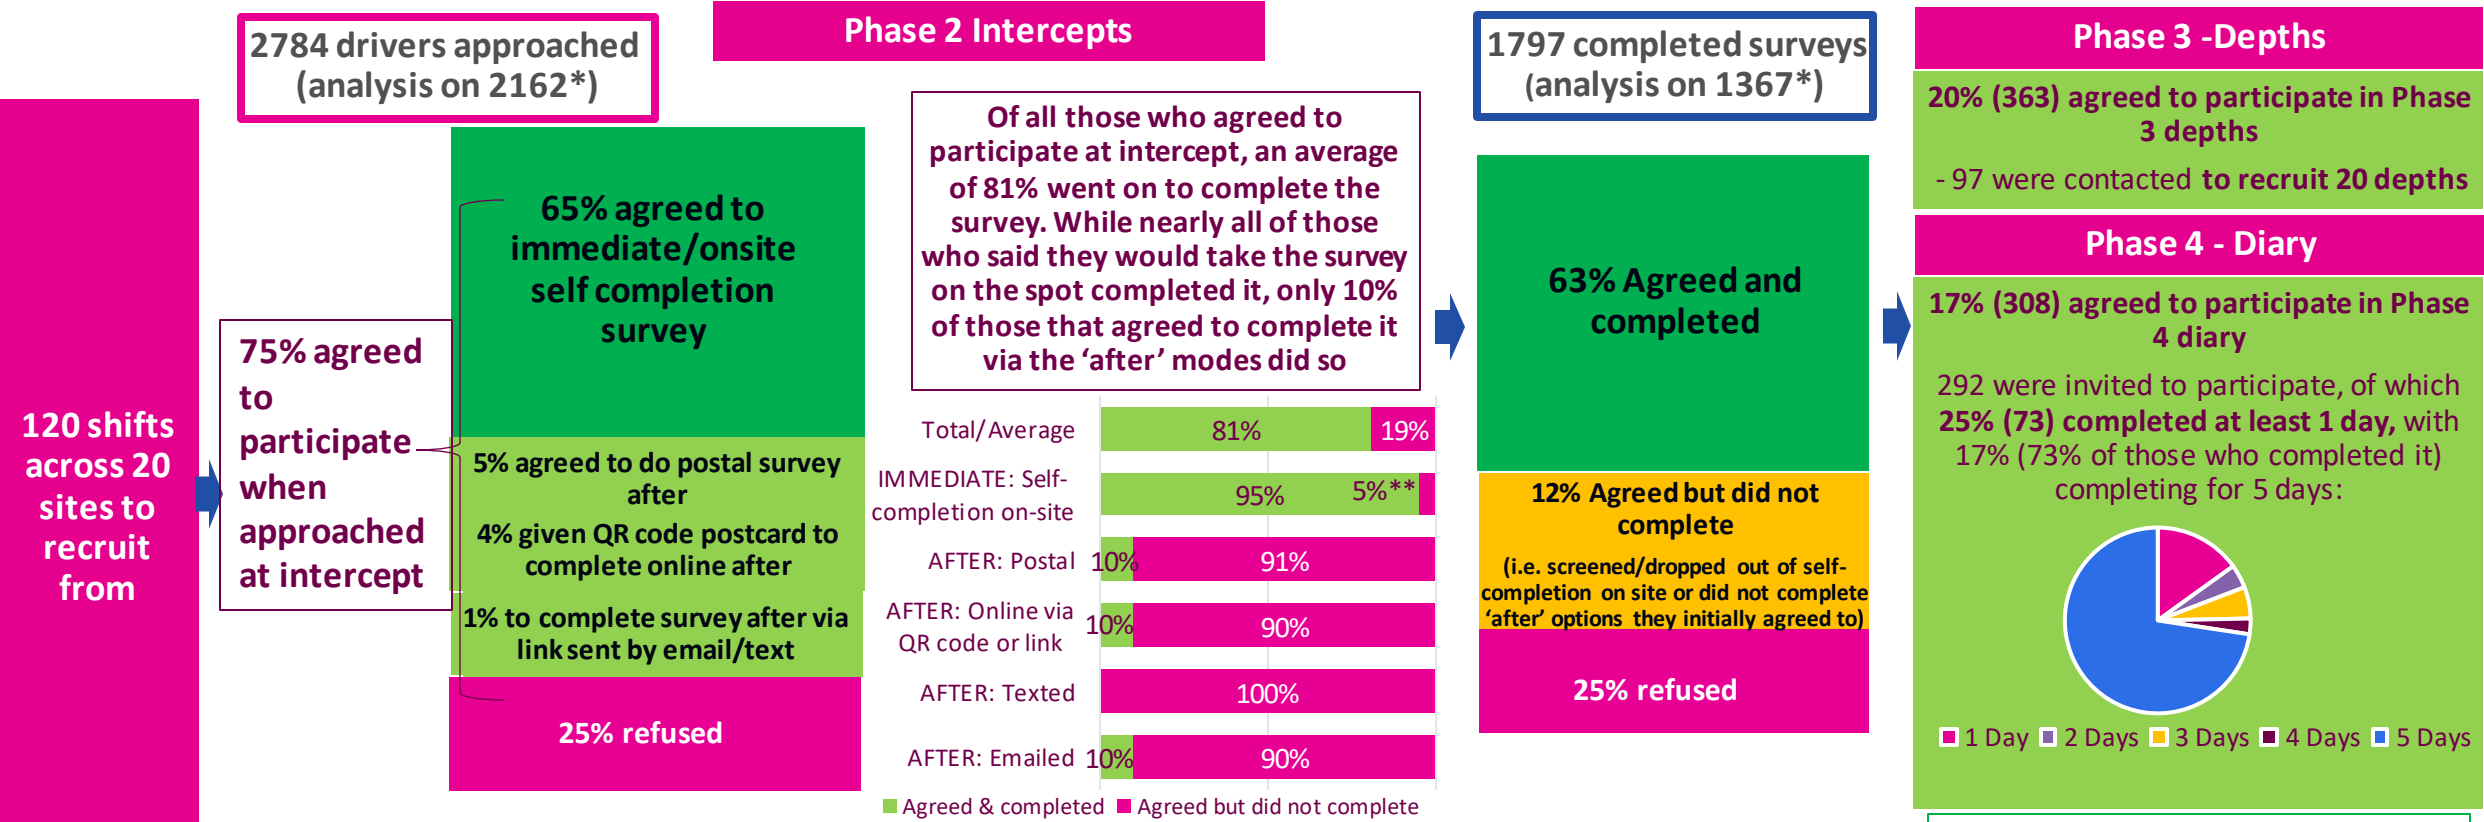 Phase 2 Intercepts
2784 drivers approached
(analysis on 2162*)
120 shifts
across 20
sites to
recruit
from
75% agreed
to
participate
when
approached
at intercept
65% agreed to
immediate/onsite
self completion
survey
5% agreed to do postal survey
after
4% given QR code postcard to
complete online after
1% to complete survey after via
link sent by email/text
25% refused
Of all those who agreed to
participate at intercept, an average
of 81% went on to complete the
survey. While nearly all of those
who said they would take the survey
on the spot completed it, only 10%
of those that agreed to complete it
via the ‘after’ modes did so
Total/Average 81% 19%
IMMEDIATE: Self-
completion on-site 95% 5%**
AFTER: Postal 10% 91%
AFTER: Online via
QR code or link 10% 90%
AFTER: Texted 100%
AFTER: Emailed 10% 90%
Agreed & completed Agreed but did not complete
1797 completed surveys
(analysis on 1367*)
63% Agreed and
completed
12% Agreed but did not
complete
(i.e. screened/dropped out of self-
completion on site or did not complete
‘after’ options they initially agreed to)
25% refused
Phase 3 -Depths
20% (363) agreed to participate in Phase
3 depths
- 97 were contacted to recruit 20 depths
Phase 4 - Diary
17% (308) agreed to participate in Phase
4 diary
292 were invited to participate, of which
25% (73) completed at least 1 day, with
17% (73% of those who completed it)
completing for 5 days:
1 Day 2 Days 3 Days 4 Days 5 Days